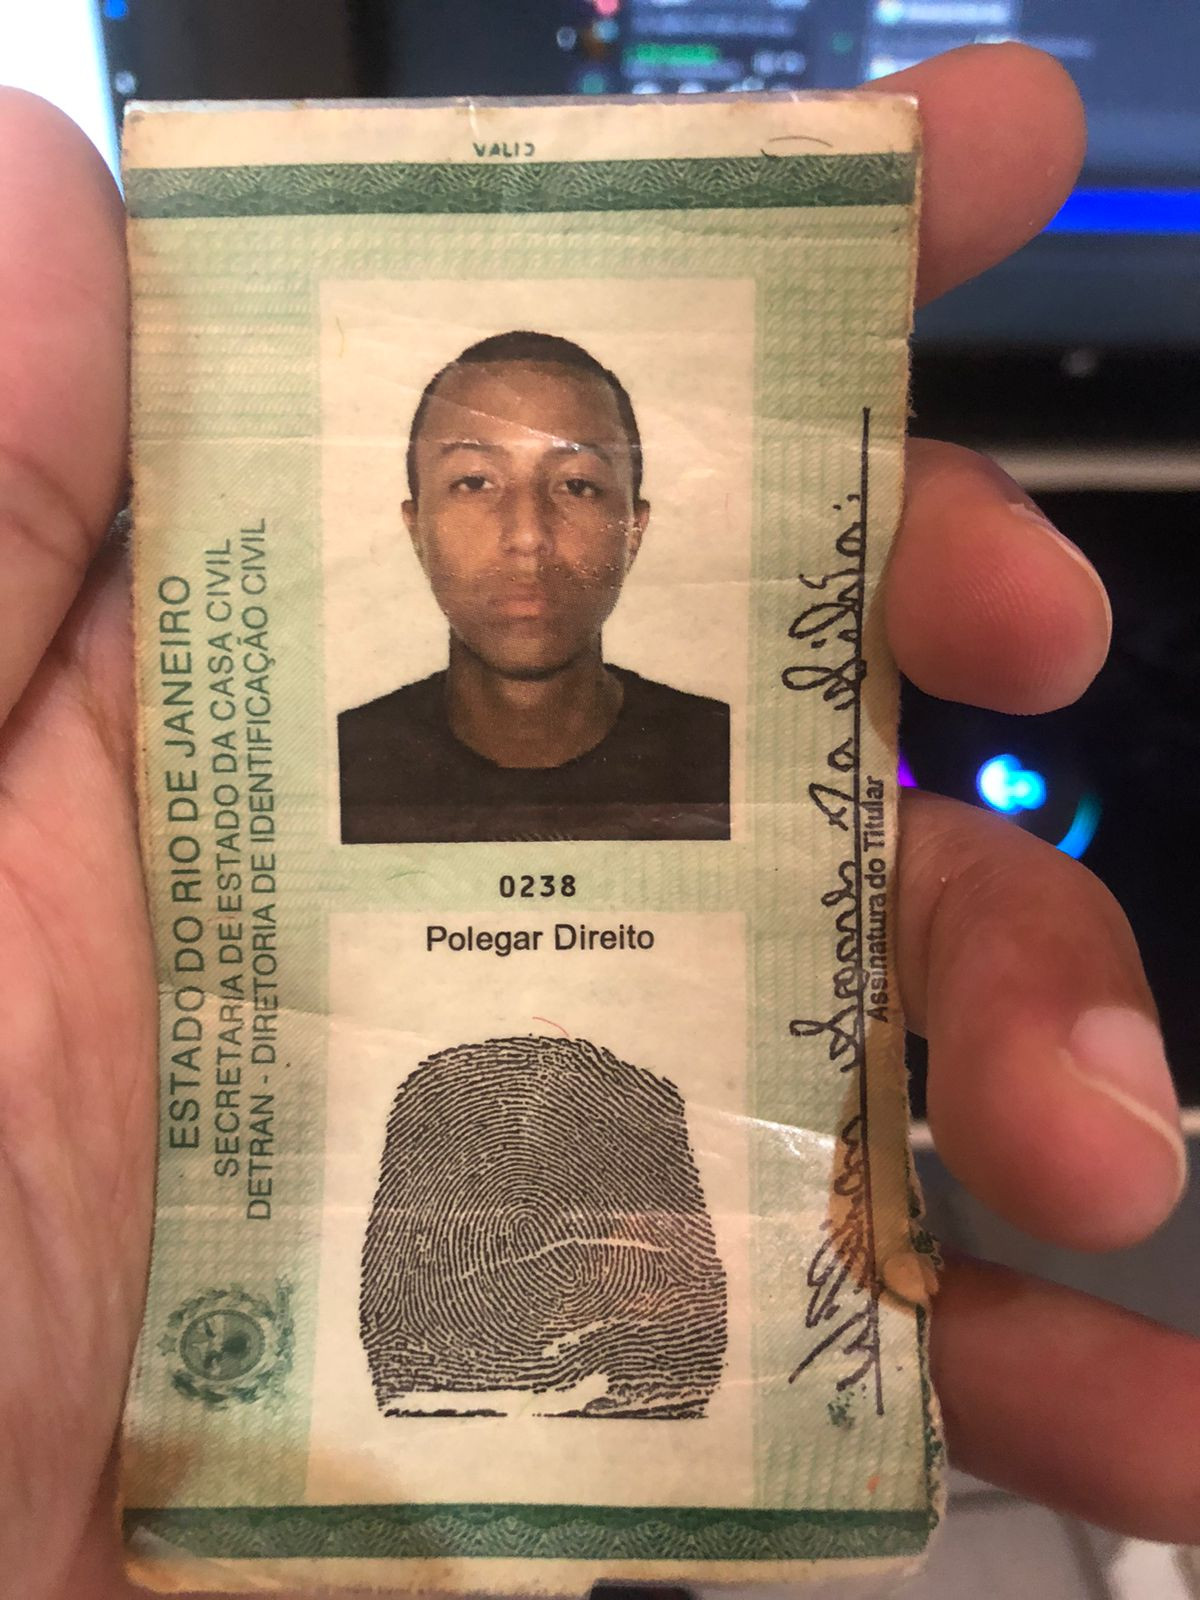 VALID
ESTADO DO RIO DE JANEIRO
SECRETARIA DE ESTADO DA CASA CIVIL
DETRAN - DIRETORIA DE IDENTIFICAÇÃO CIVIL
0238
Polegar Direito
Assinatura do Titular